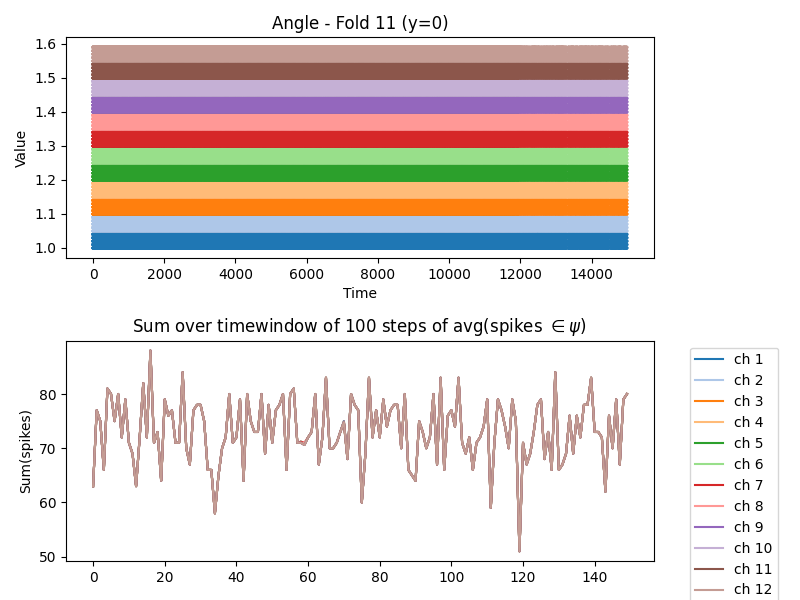 Angle - Fold 11 (y=0)
Value
1.6
1.5
1.4
1.3
1.2
1.1
1.0
0 2000 4000 6000 8000 10000 12000 14000
Time
Sum over timewindow of 100 steps of avg(spikes ∈ ψ)
Sum(spikes)
80
70
60
50
0 20 40 60 80 100 120 140
ch 1
ch 2
ch 3
ch 4
ch 5
ch 6
ch 7
ch 8
ch 9
ch 10
ch 11
ch 12